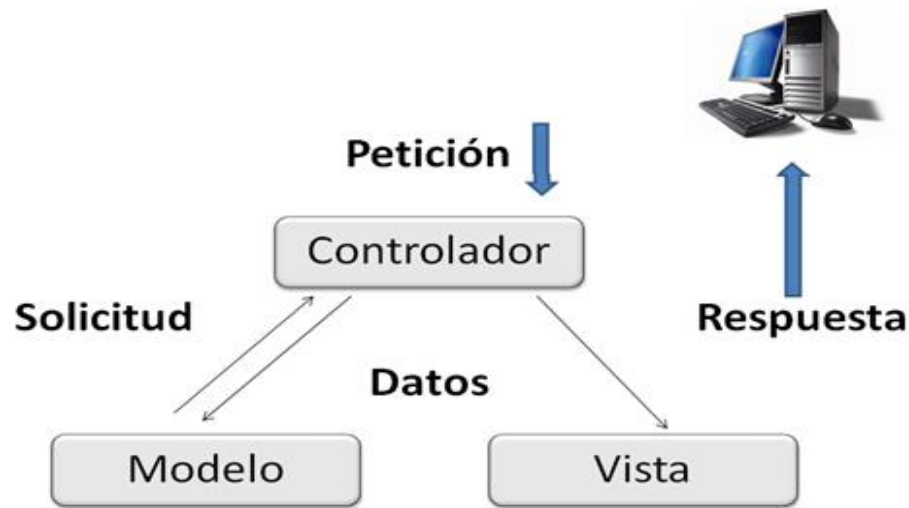 Petición
Controlador
Solicitud
Respuesta
Datos
Modelo
Vista